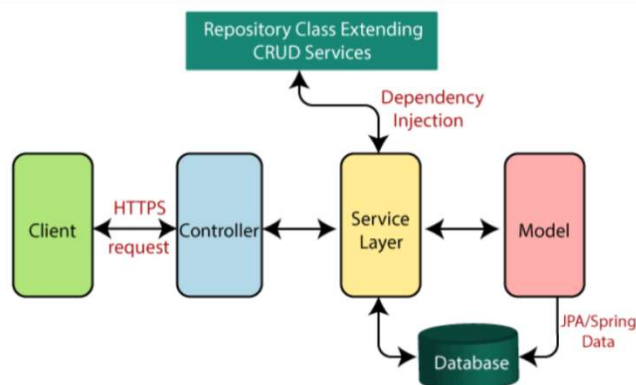 Repository Class Extending
CRUD Services
Dependency
Injection
Client
HTTPS
request
Controller
Service
Layer
Model
JPA/Spring
Data
Database